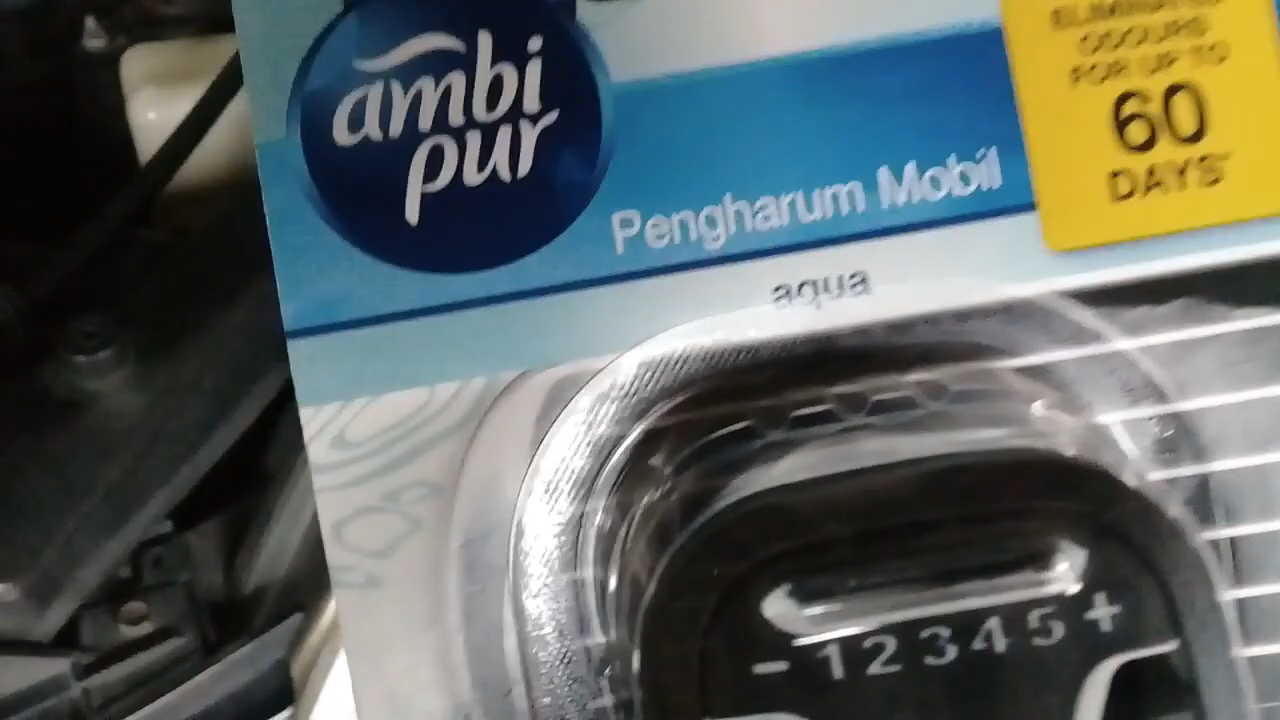 ambi
pur
Pengharum Mobil
aqua
ELIMINATES
ODOURS
FOR UP TO
60
DAYS*
- 1 2 3 4 5 +